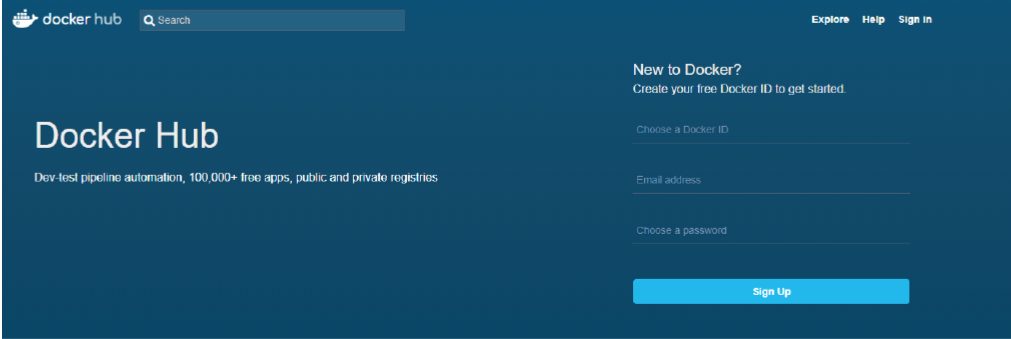 docker hub
Search
Explore Help Sign In
New to Docker?
Create your free Docker ID to get started.
Choose a Docker ID
Docker Hub
Dev-test pipeline automation, 100,000+ free apps, public and private registries
Email address
Choose a password
Sign Up